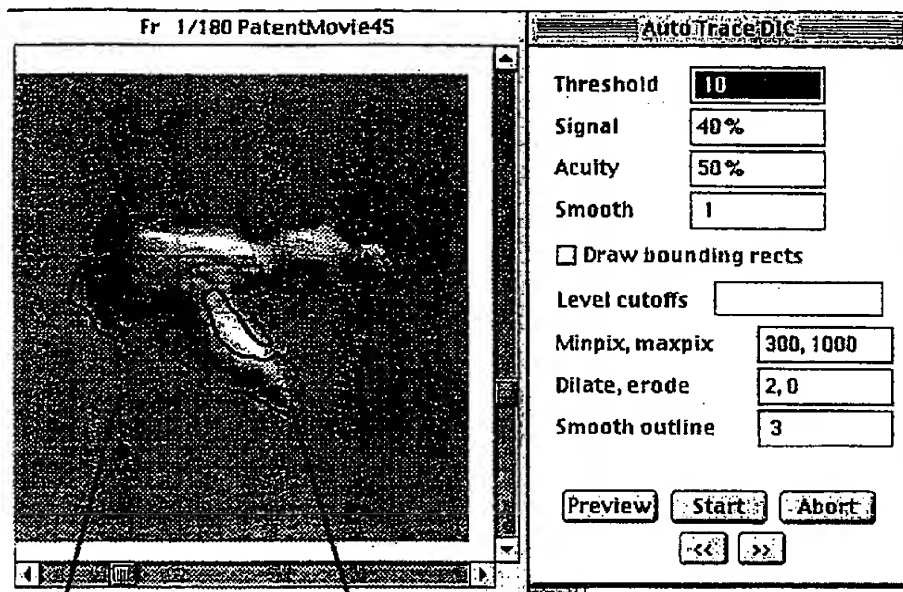 Fr 1/180 PatentMovie45
Auto Trace DIC
Threshold 10
Signal 40%
Acuity 50%
Smooth 1
Draw bounding rects
Level cutoffs
Minpix, maxpix 300, 1000
Dilate, erode 2,0
Smooth outline 3
Preview Start Abort
<< >>